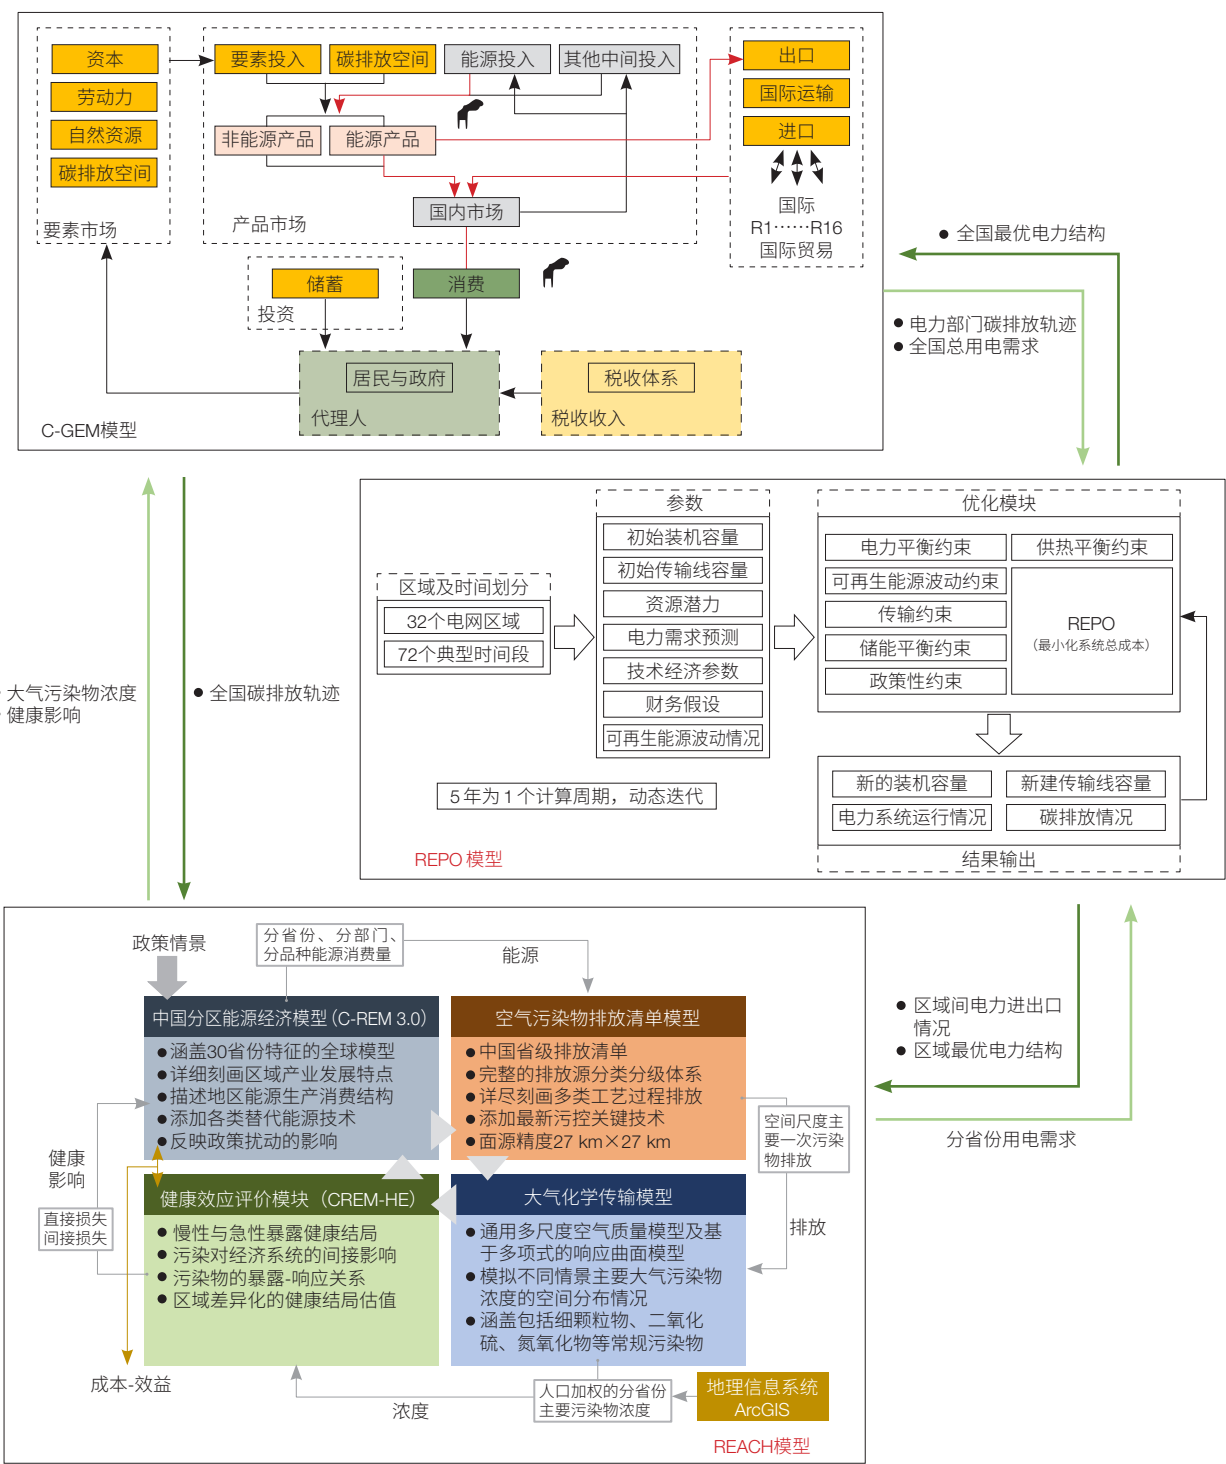 资本
劳动力
自然资源
碳排放空间
要素市场
要素投入
碳排放空间
能源投入
其他中间投入
非能源产品
能源产品
国内市场
产品市场
出口
国际运输
进口
国际
R1······R16
国际贸易
储蓄
投资
消费
居民与政府
代理人
税收体系
税收收入
C-GEM模型
● 全国最优电力结构
● 电力部门碳排放轨迹
● 全国总用电需求
大气污染物浓度
健康影响
● 全国碳排放轨迹
区域及时间划分
32个电网区域
72个典型时间段
参数
初始装机容量
初始传输线容量
资源潜力
电力需求预测
技术经济参数
财务假设
可再生能源波动情况
优化模块
电力平衡约束
可再生能源波动约束
传输约束
储能平衡约束
政策性约束
供热平衡约束
REPO
（最小化系统总成本）
新的装机容量
新建传输线容量
电力系统运行情况
碳排放情况
结果输出
5年为1个计算周期，动态迭代
REPO模型
● 区域间电力进出口
情况
● 区域最优电力结构
分省份用电需求
政策情景
分省份、分部门、
分品种能源消费量
能源
中国分区能源经济模型（C-REM 3.0）
● 涵盖30省份特征的全球模型
● 详细刻画区域产业发展特点
● 描述地区能源生产消费结构
● 添加各类替代能源技术
● 反映政策扰动的影响
空气污染物排放清单模型
● 中国省级排放清单
● 完整的排放源分类分级体系
● 详尽刻画多类工艺过程排放
● 添加最新污控关键技术
● 面源精度27 km×27 km
空间尺度主
要一次污染
物排放
排放
健康
影响
直接损失
间接损失
健康效应评价模块（CREM-HE）
● 慢性与急性暴露健康结局
● 污染对经济系统的间接影响
● 污染物的暴露-响应关系
● 区域差异化的健康结局估值
大气化学传输模型
● 通用多尺度空气质量模型及基
于多项式的响应曲面模型
● 模拟不同情景主要大气污染物
浓度的空间分布情况
● 涵盖包括细颗粒物、二氧化
硫、氮氧化物等常规污染物
成本-效益
浓度
人口加权的分省份
主要污染物浓度
地理信息系统
ArcGIS
REACH模型